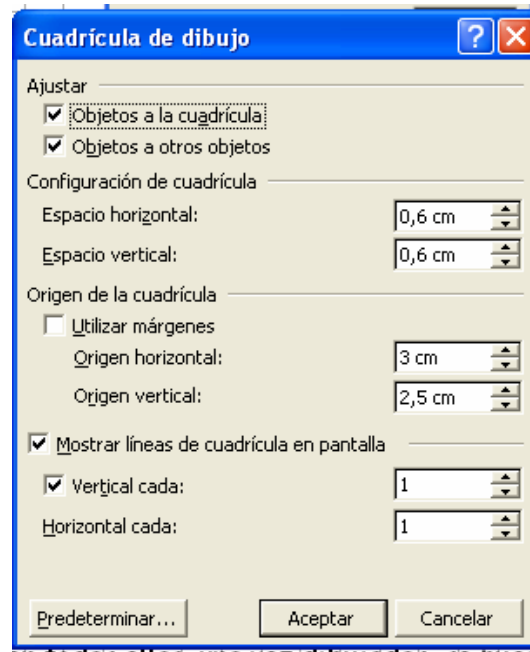 Cuadrícula de dibujo
Ajustar
Objetos a la cuadrícula
Objetos a otros objetos
Configuración de cuadrícula
Espacio horizontal: 0,6 cm
Espacio vertical: 0,6 cm
Origen de la cuadrícula
Utilizar márgenes
Origen horizontal: 3 cm
Origen vertical: 2,5 cm
Mostrar líneas de cuadrícula en pantalla
Vertical cada: 1
Horizontal cada: 1
Predeterminar... Aceptar Cancelar